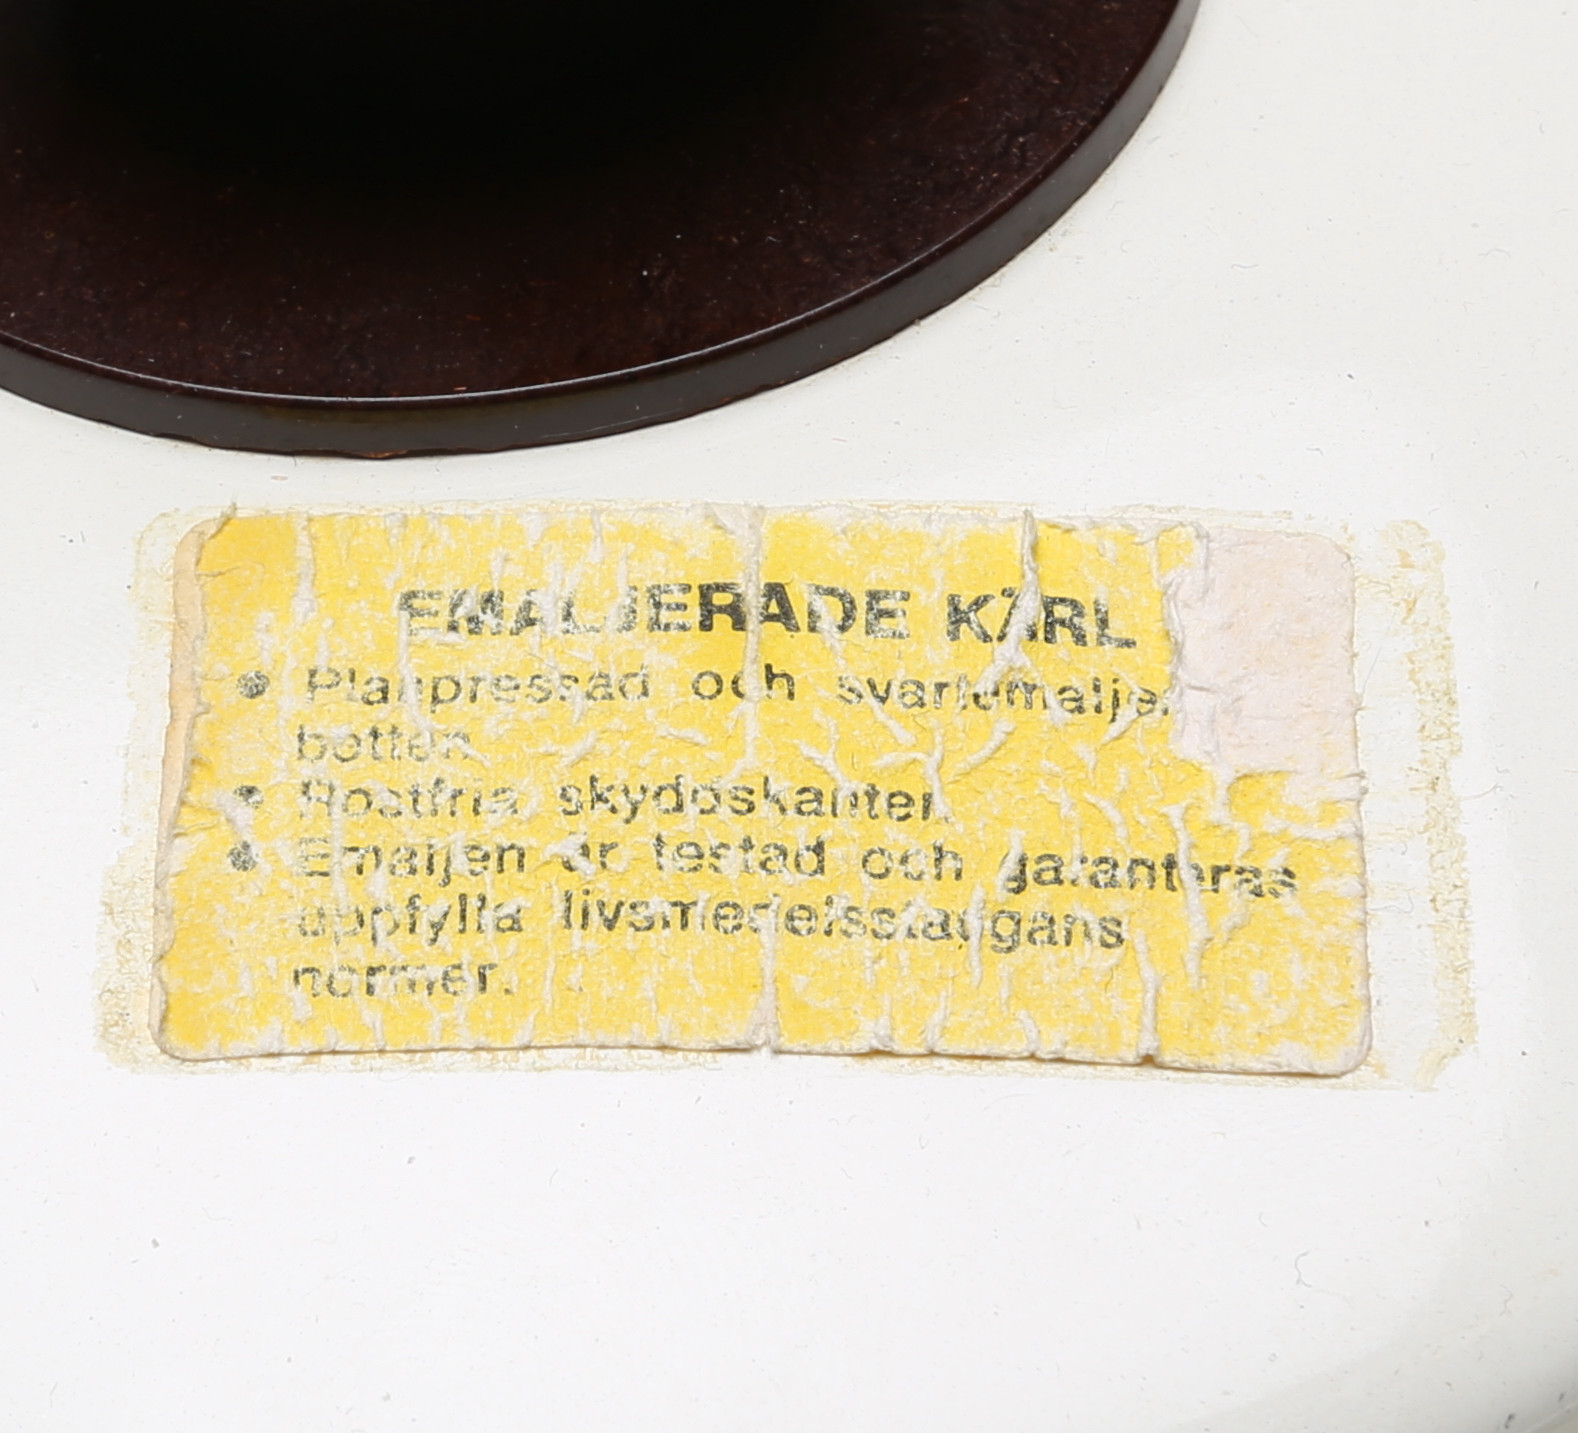 EMALJERADE KÄRL
• Planpressad och svartemaljer
botten.
• Rostfria skyddskanter.
• Emaljen är testad och garanteras
uppfylla livsmedelsstadgans
normer.